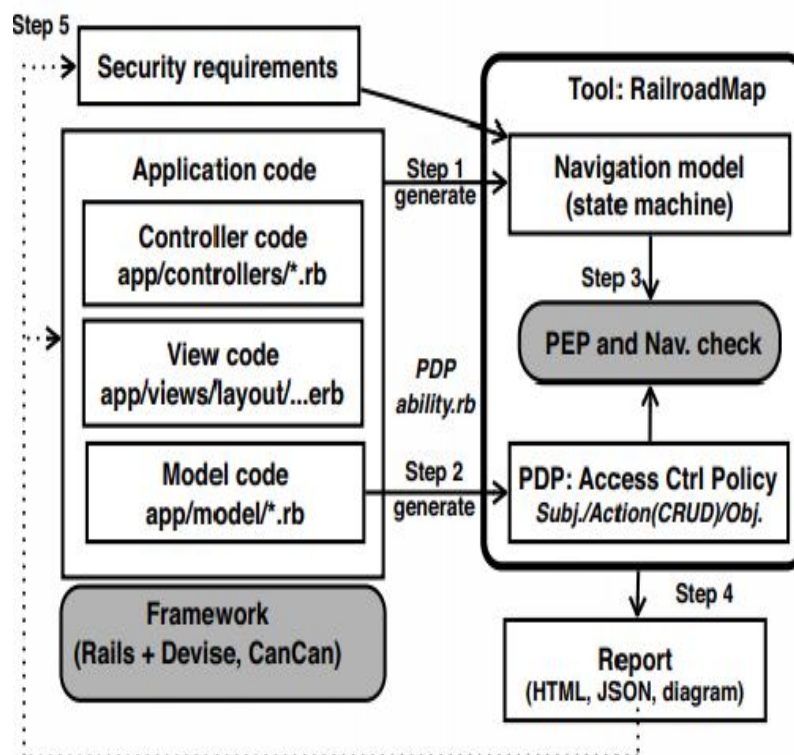 Step 5
Security requirements
Application code
Controller code
app/controllers/*.rb
View code
app/views/layout/...erb
Model code
app/model/*.rb
Framework
(Rails + Devise, CanCan)
Step 1
generate
PDP
ability.rb
Step 2
generate
Tool: RailroadMap
Navigation model
(state machine)
Step 3
PEP and Nav. check
PDP: Access Ctrl Policy
Subj./Action(CRUD)/Obj.
Step 4
Report
(HTML, JSON, diagram)